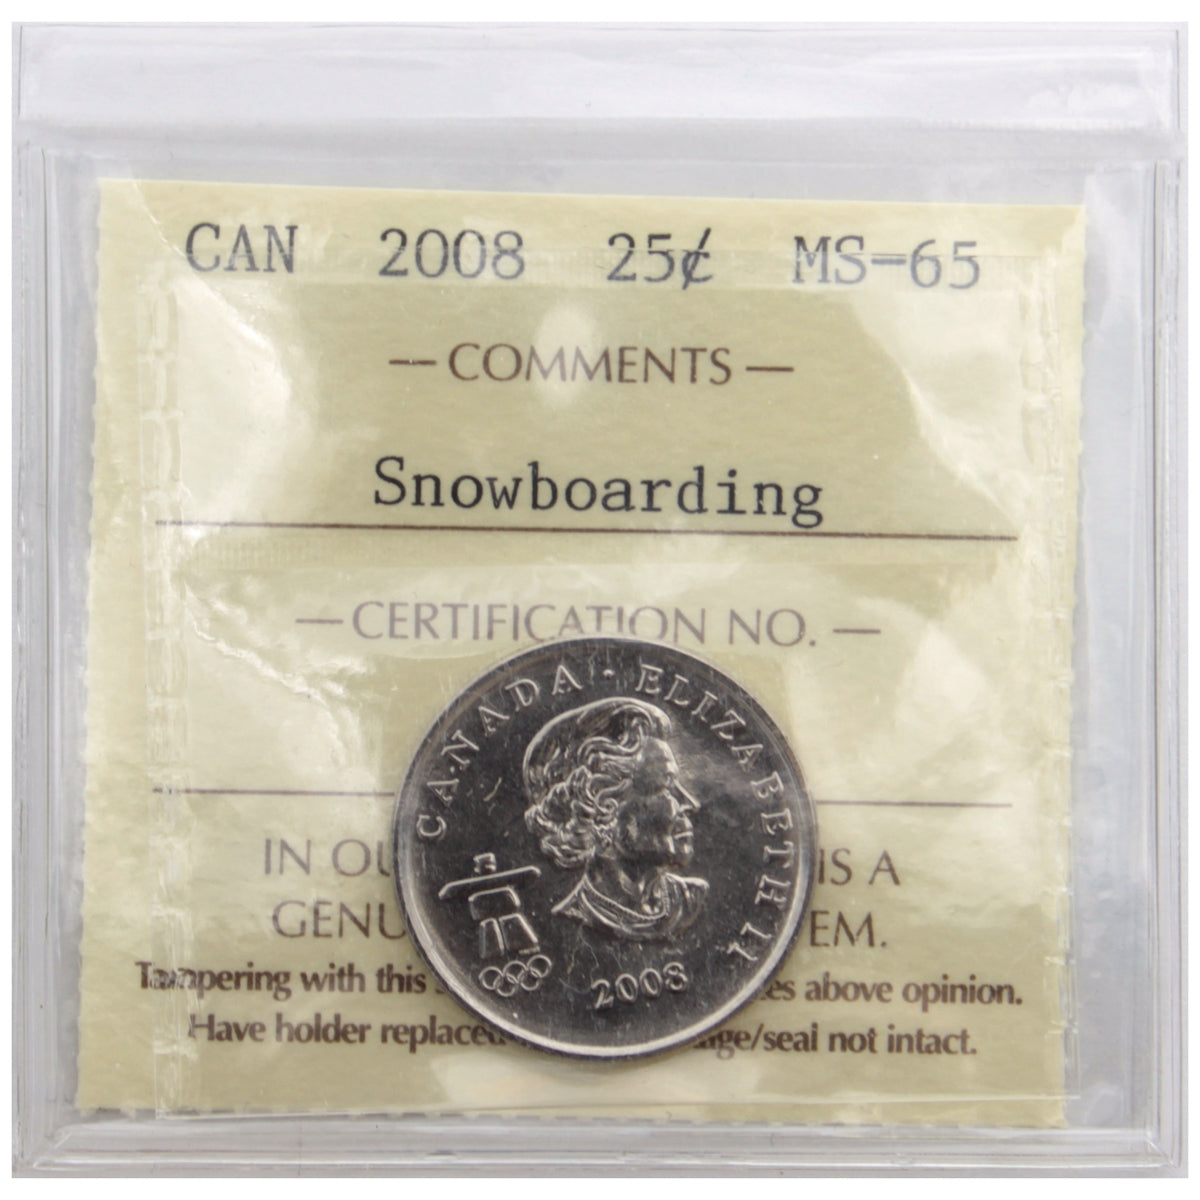 CAN 2008 25¢ MS-65
— COMMENTS —
Snowboarding
— CERTIFICATION NO. —
CANADA · ELIZABETH II
2008
IN OU IS A
GENU EM.
Tampering with this es above opinion.
Have holder replaced ge/seal not intact.